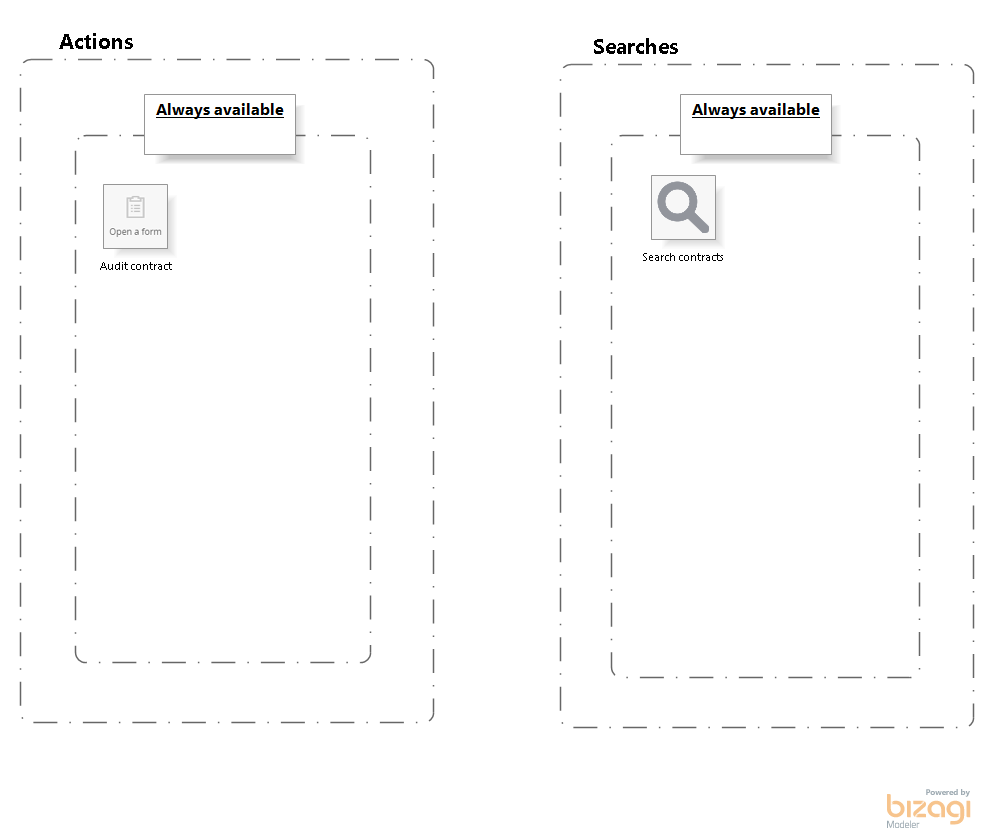 Actions
Always available
Open a form
Audit contract
Searches
Always available
Search contracts
Powered by
bizagi
Modeler